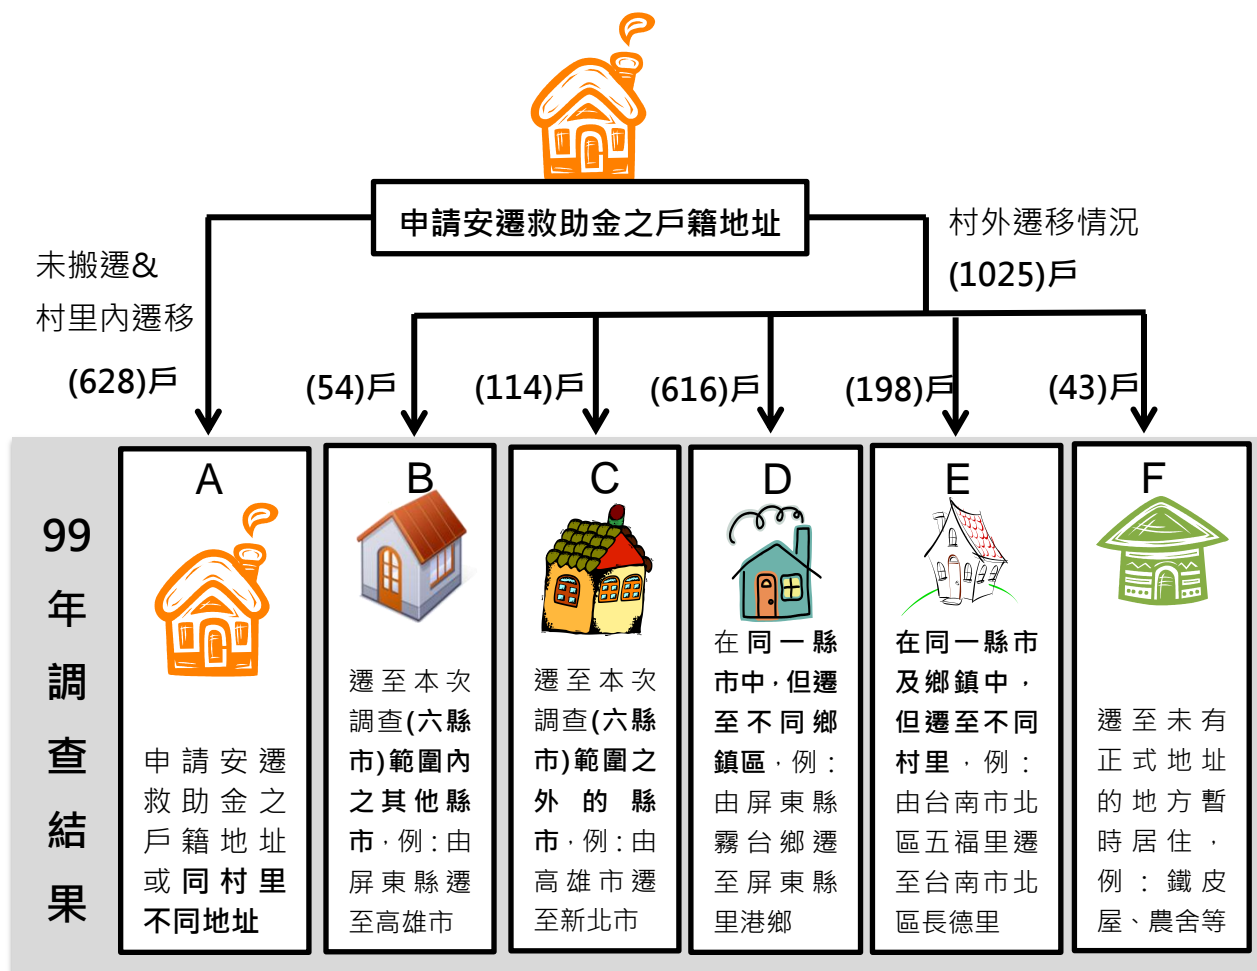 申請安遷救助金之戶籍地址
未搬遷&
村里內遷移
(628)戶
村外遷移情況
(1025)戶
(54)戶
(114)戶
(616)戶
(198)戶
(43)戶
99
年
調
查
結
果
A
申請安遷
救助金之
戶籍地址
或同村里
不同地址
B
遷至本次
調查(六縣
市)範圍內
之其他縣
市，例：由
屏東縣遷
至高雄市
C
遷至本次
調查(六縣
市)範圍之
外的縣
市，例：由
高雄市遷
至新北市
D
在同一縣
市中，但遷
至不同鄉
鎮區，例：
由屏東縣
霧台鄉遷
至屏東縣
里港鄉
E
在同一縣市
及鄉鎮中，
但遷至不同
村里，例：
由台南市北
區五福里遷
至台南市北
區長德里
F
遷至未有
正式地址
的地方暫
時居住，
例：鐵皮
屋、農舍等